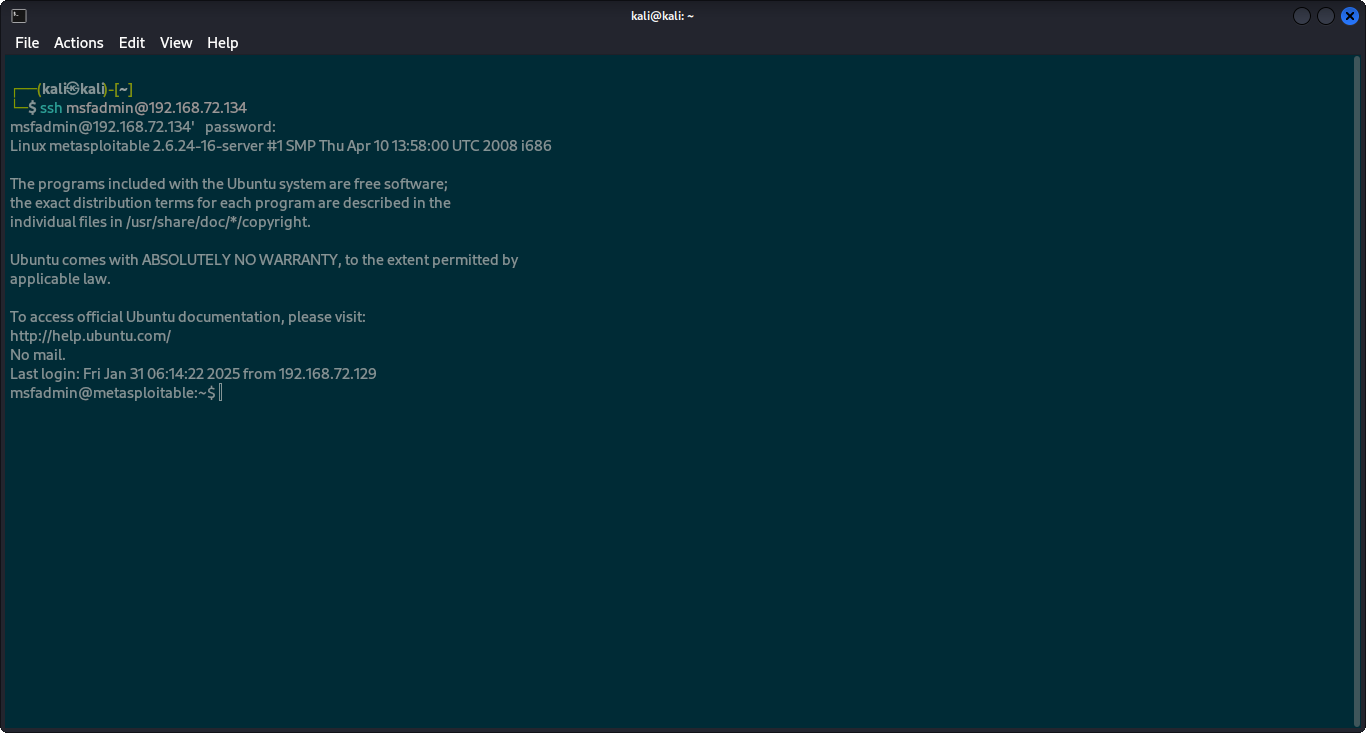 kali@kali: ~
File Actions Edit View Help
┌──(kali㉿kali)-[~]
└─$ ssh msfadmin@192.168.72.134
msfadmin@192.168.72.134' password:
Linux metasploitable 2.6.24-16-server #1 SMP Thu Apr 10 13:58:00 UTC 2008 i686
The programs included with the Ubuntu system are free software;
the exact distribution terms for each program are described in the
individual files in /usr/share/doc/*/copyright.
Ubuntu comes with ABSOLUTELY NO WARRANTY, to the extent permitted by
applicable law.
To access official Ubuntu documentation, please visit:
http://help.ubuntu.com/
No mail.
Last login: Fri Jan 31 06:14:22 2025 from 192.168.72.129
msfadmin@metasploitable:~$